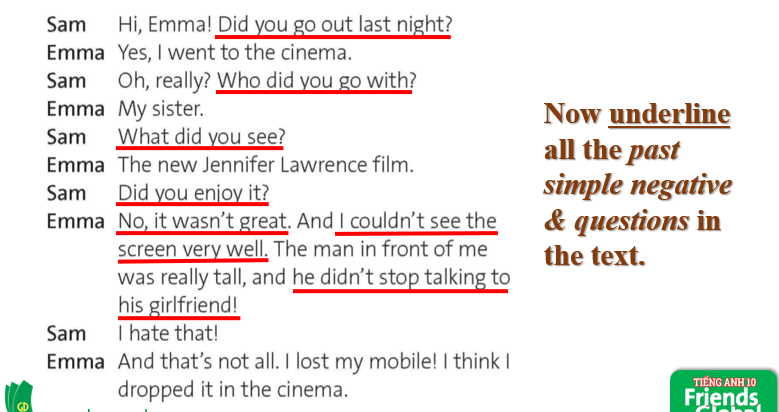 Sam Hi, Emma! Did you go out last night?
Emma Yes, I went to the cinema.
Sam Oh, really? Who did you go with?
Emma My sister.
Sam What did you see?
Emma The new Jennifer Lawrence film.
Sam Did you enjoy it?
Emma No, it wasn't great. And I couldn't see the
screen very well. The man in front of me
was really tall, and he didn't stop talking to
his girlfriend!
Sam I hate that!
Emma And that's not all. I lost my mobile! I think I
dropped it in the cinema.
Now underline
all the past
simple negative
& questions in
the text.
TIẾNG ANH 10
Friends
Global